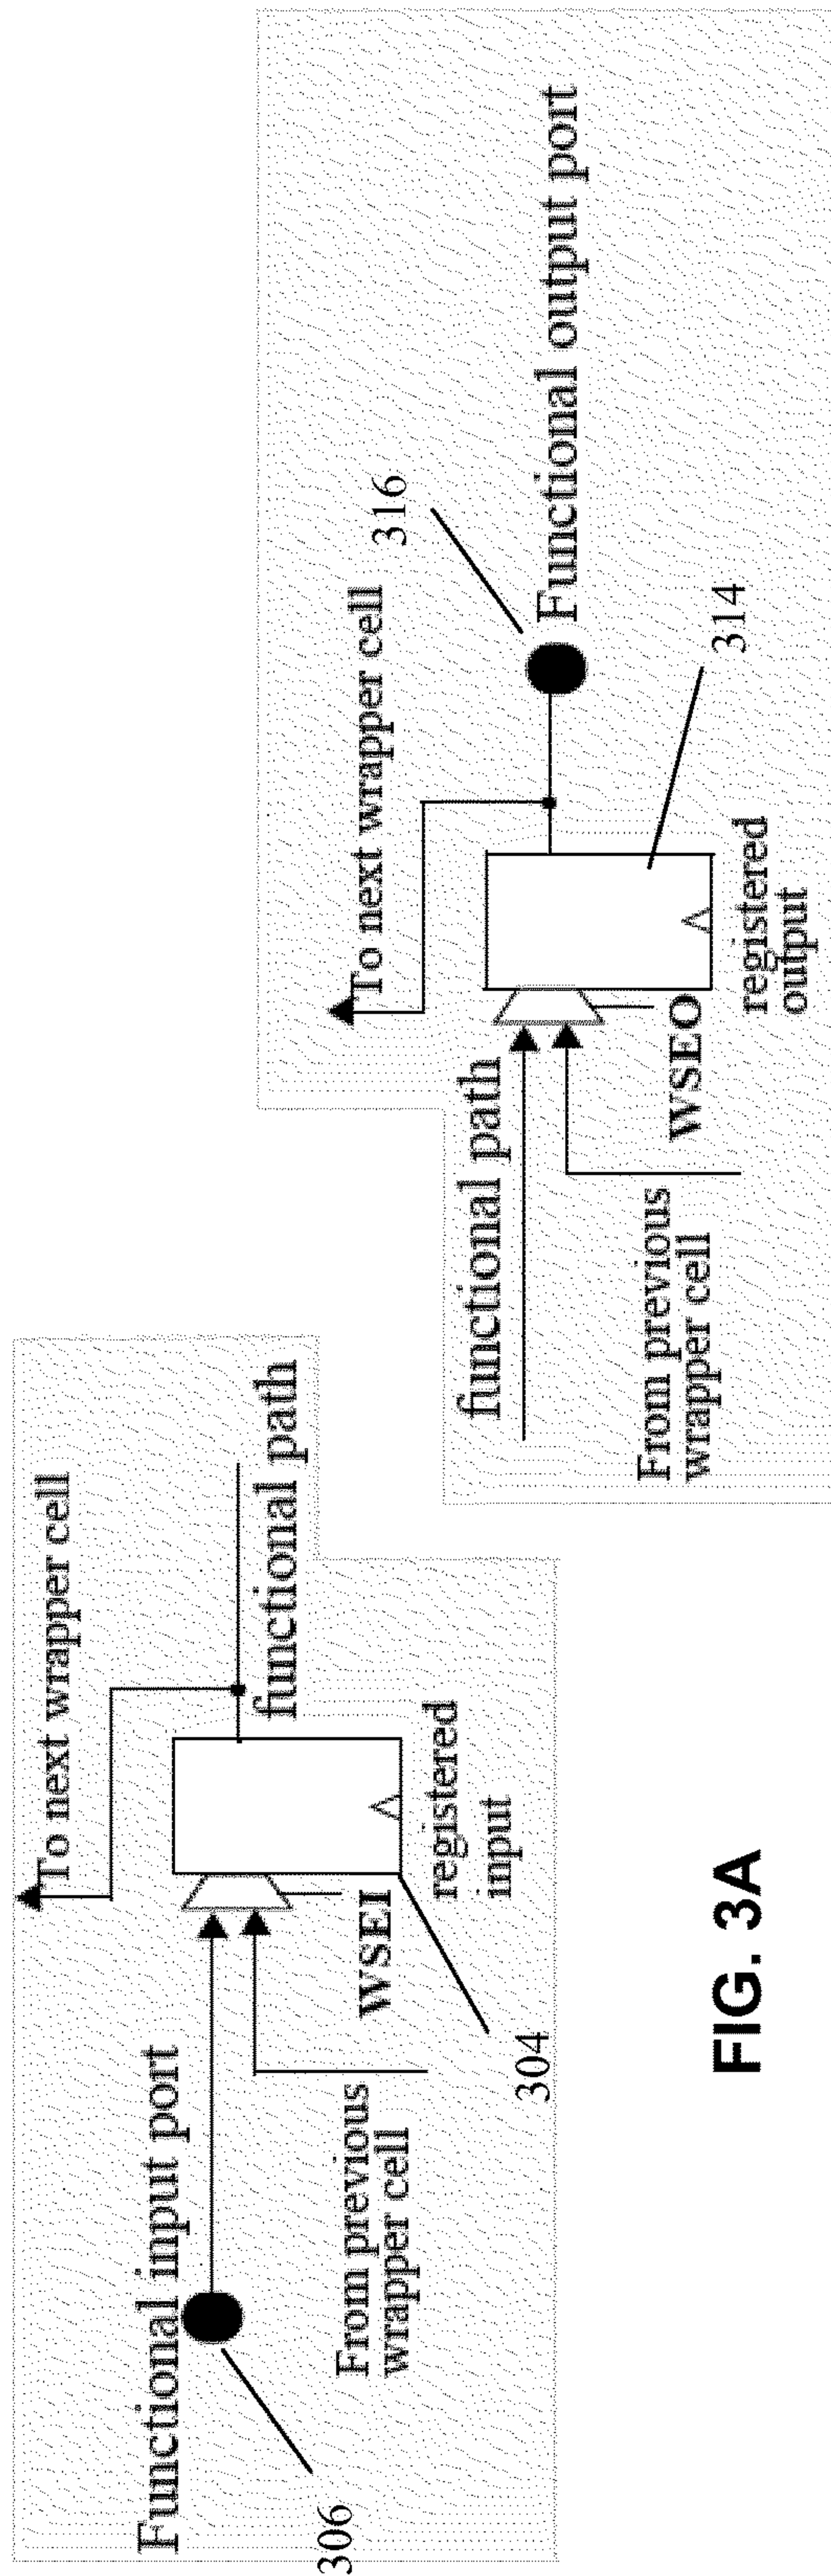 To next wrapper cell
Functional input port
functional path
306
From previous
wrapper cell
WSEI
registered
input
304
To next wrapper cell
316
functional path
Functional output port
From previous
wrapper cell
WSEO
314
registered
output
FIG. 3A